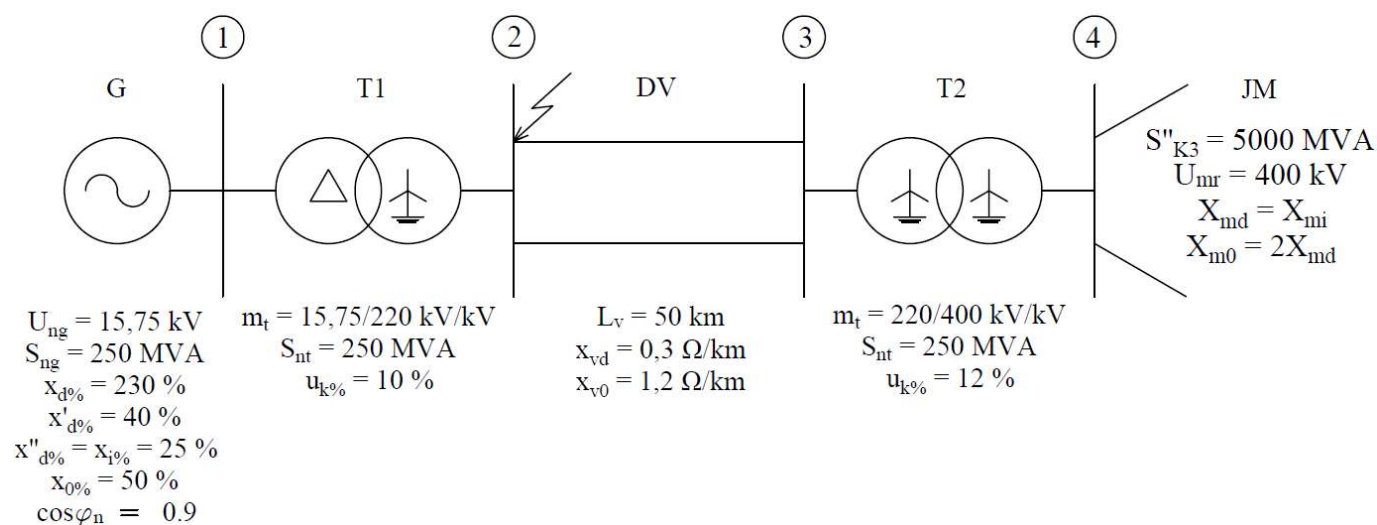 1
2
3
4
G
T1
DV
T2
JM
S"K3 = 5000 MVA
Umr = 400 kV
Xmd = Xmi
Xm0 = 2Xmd
Ung = 15,75 kV
Sng = 250 MVA
xd% = 230 %
x'd% = 40 %
x"d% = xi% = 25 %
x0% = 50 %
cosφn = 0.9
mt = 15,75/220 kV/kV
Snt = 250 MVA
uk% = 10 %
Lv = 50 km
xvd = 0,3 Ω/km
xv0 = 1,2 Ω/km
mt = 220/400 kV/kV
Snt = 250 MVA
uk% = 12 %